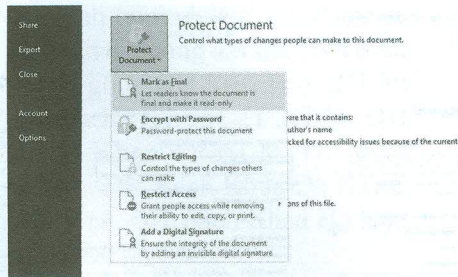 Share
Export
Close
Account
Options
Protect Document
Control what types of changes people can make to this document.
Protect
Document
Mark as Final
Let readers know the document is
final and make it read-only
Encrypt with Password
Password-protect this document
Restrict Editing
Control the types of changes others
can make
Restrict Access
Grant people access while removing
their ability to edit, copy, or print.
Add a Digital Signature
Ensure the integrity of the document
by adding an invisible digital signature
are that it contains:
uthor's name
cked for accessibility issues because of the current
ons of this file.